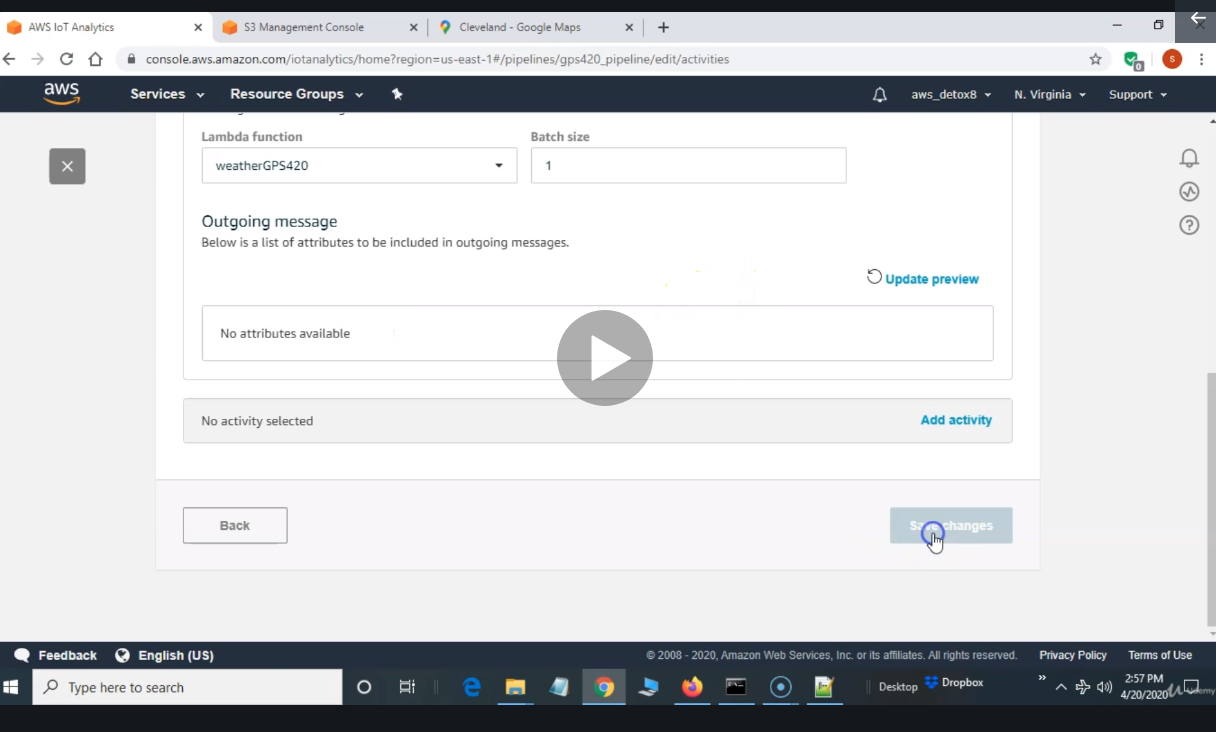 AWS IoT Analytics
S3 Management Console
Cleveland - Google Maps
console.aws.amazon.com/iotanalytics/home?region=us-east-1#/pipelines/gps420_pipeline/edit/activities
0
S
aws
Services
Resource Groups
aws_detox8
N. Virginia
Support
Lambda function
Batch size
weatherGPS420
1
Outgoing message
Below is a list of attributes to be included in outgoing messages.
Update preview
No attributes available
No activity selected
Add activity
Back
Save changes
Feedback
English (US)
© 2008 - 2020, Amazon Web Services, Inc. or its affiliates. All rights reserved.
Privacy Policy
Terms of Use
Type here to search
Desktop
Dropbox
2:57 PM
4/20/2020
Udemy